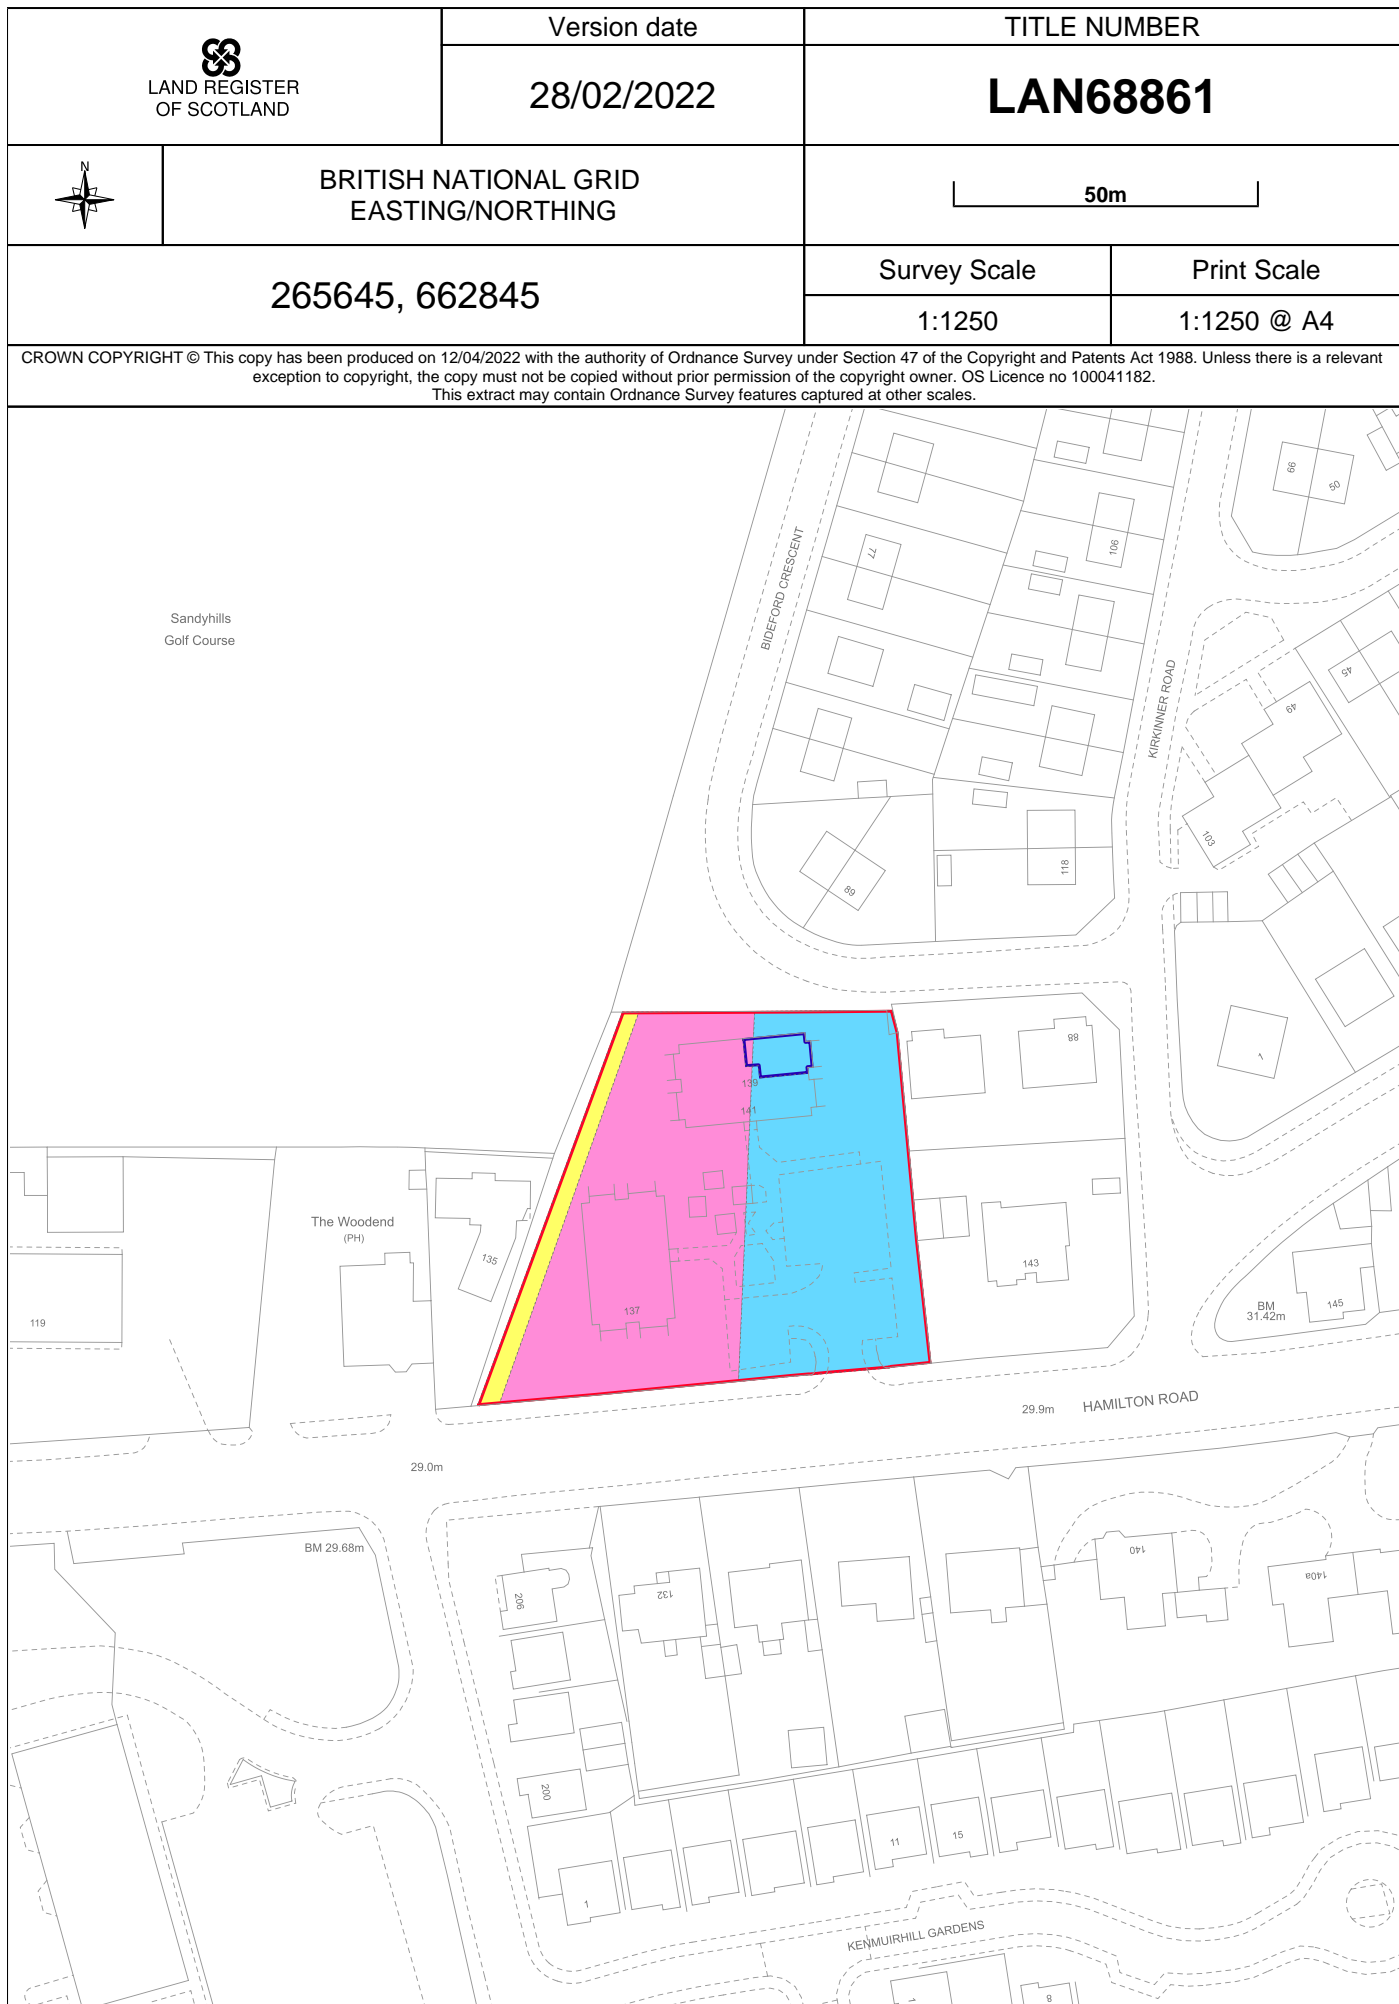 LAND REGISTER
OF SCOTLAND
Version date
28/02/2022
TITLE NUMBER
LAN68861
N
BRITISH NATIONAL GRID
EASTING/NORTHING
50m
265645, 662845
Survey Scale
Print Scale
1:1250
1:1250 @ A4
CROWN COPYRIGHT © This copy has been produced on 12/04/2022 with the authority of Ordnance Survey under Section 47 of the Copyright and Patents Act 1988. Unless there is a relevant
exception to copyright, the copy must not be copied without prior permission of the copyright owner. OS Licence no 100041182.
This extract may contain Ordnance Survey features captured at other scales.
50
106
77
BIDEFORD CRESCENT
Sandyhills
Golf Course
45
KIRKINNER ROAD
49
103
118
89
88
139
141
The Woodend
(PH)
135
143
137
119
BM
31.42m
145
HAMILTON ROAD
29.9m
29.0m
BM 29.68m
140
140a
132
206
200
11
15
1
KENMUIRHILL GARDENS
8